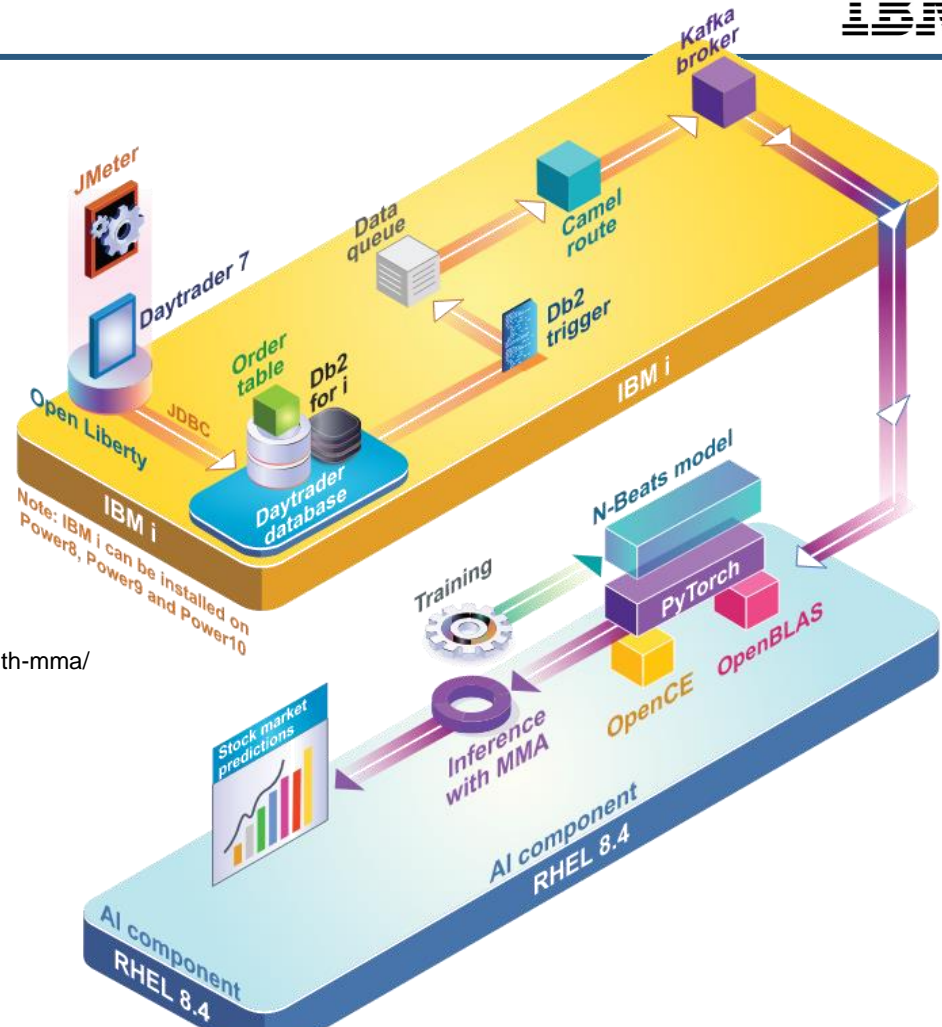 IBM
Kafka
broker
JMeter
Data
queue
Camel
route
Daytrader 7
Db2
trigger
Order
table
Db2
for i
IBM i
Open Liberty
JDBC
Daytrader
database
IBM i
Note: IBM i can be installed on
Power8, Power9 and Power10
N-Beats model
Training
PyTorch
OpenBLAS
th-mma/
OpenCE
Stock market
predictions
Inference
with MMA
AI component
RHEL 8.4
AI component
RHEL 8.4